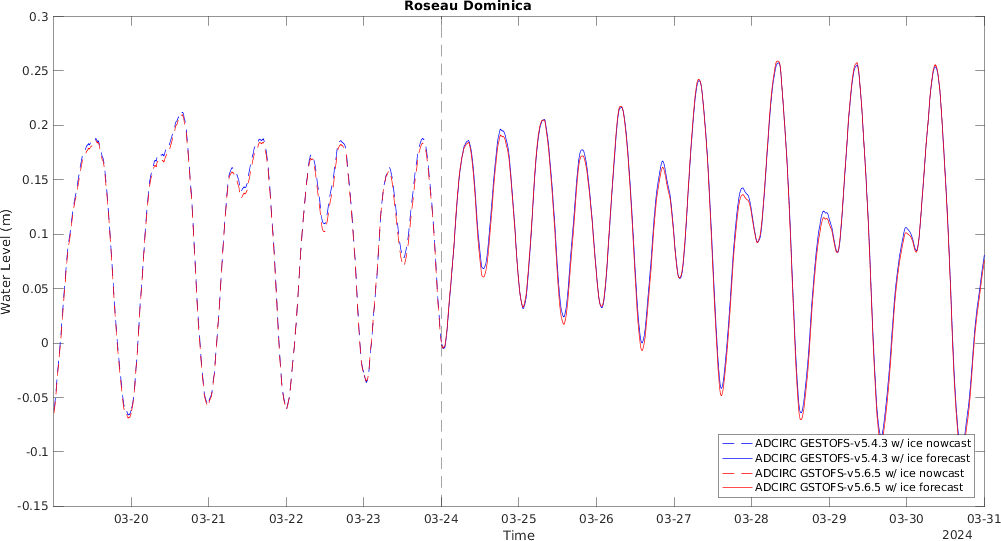 Roseau Dominica
0.3
0.25
0.2
0.15
0.1
0.05
0
-0.05
-0.1
-0.15
Water Level (m)
03-20 03-21 03-22 03-23 03-24 03-25 03-26 03-27 03-28 03-29 03-30 03-31
Time
2024
ADCIRC GESTOFS-v5.4.3 w/ ice nowcast
ADCIRC GESTOFS-v5.4.3 w/ ice forecast
ADCIRC GSTOFS-v5.6.5 w/ ice nowcast
ADCIRC GSTOFS-v5.6.5 w/ ice forecast